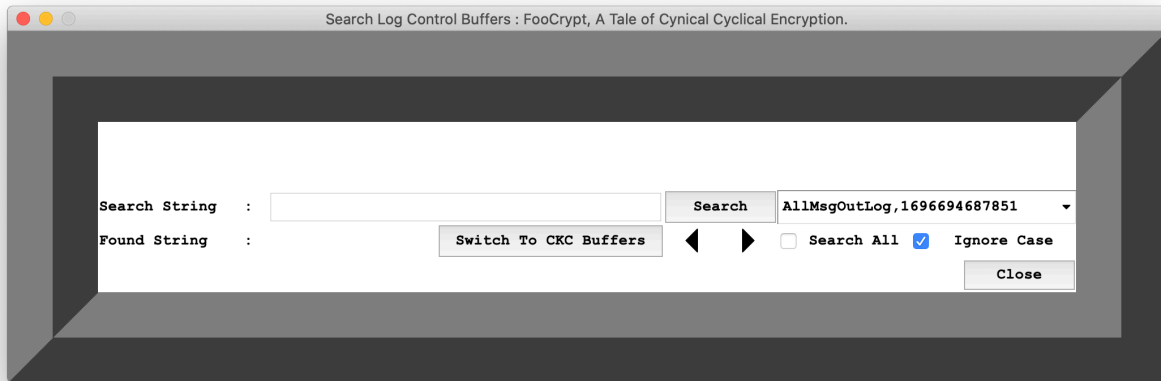 Search Log Control Buffers : FooCrypt, A Tale of Cynical Cyclical Encryption.
Search String : Search AllMsgOutLog,1696694687851
Found String : Switch To CKC Buffers Search All Ignore Case
Close